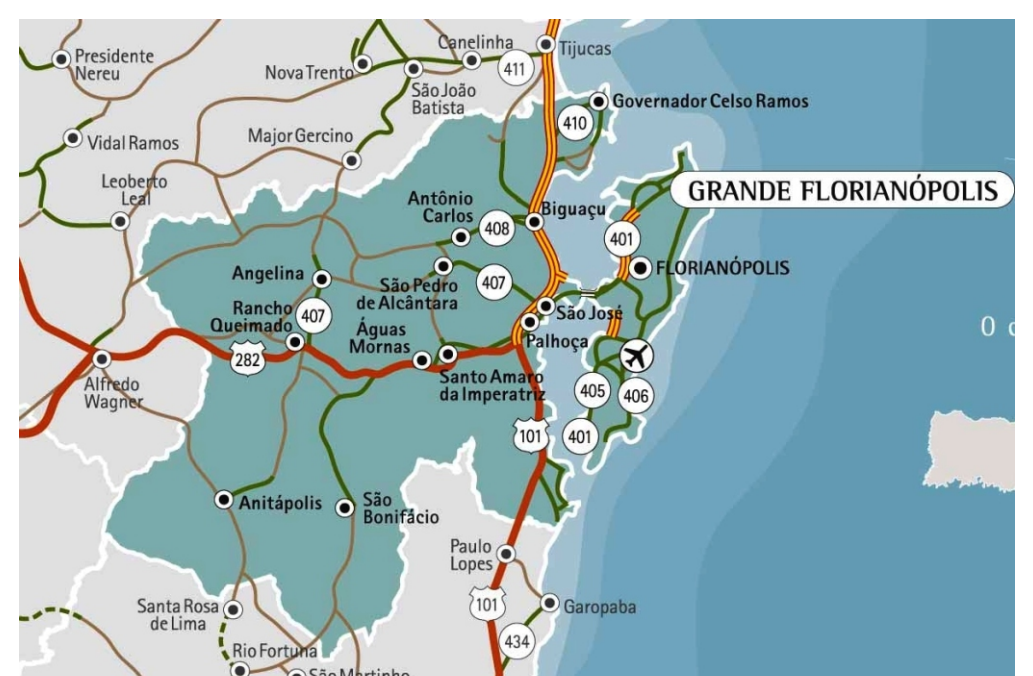 Canelinha
Tijucas
Presidente
Nereu
Nova Trento
411
São João
Batista
Governador Celso Ramos
410
Vidal Ramos
Major Gercino
Leoberto
Leal
GRANDE FLORIANÓPOLIS
Antônio
Carlos
408
Biguaçu
401
Angelina
São Pedro
de Alcântara
407
FLORIANÓPOLIS
Rancho
Queimado
407
São José
Águas
Mornas
Palhoça
0
282
Alfredo
Wagner
Santo Amaro
da Imperatriz
405
406
101
401
Anitápolis
São
Bonifácio
Paulo
Lopes
101
Garopaba
Santa Rosa
de Lima
434
Rio Fortuna
São Martinho